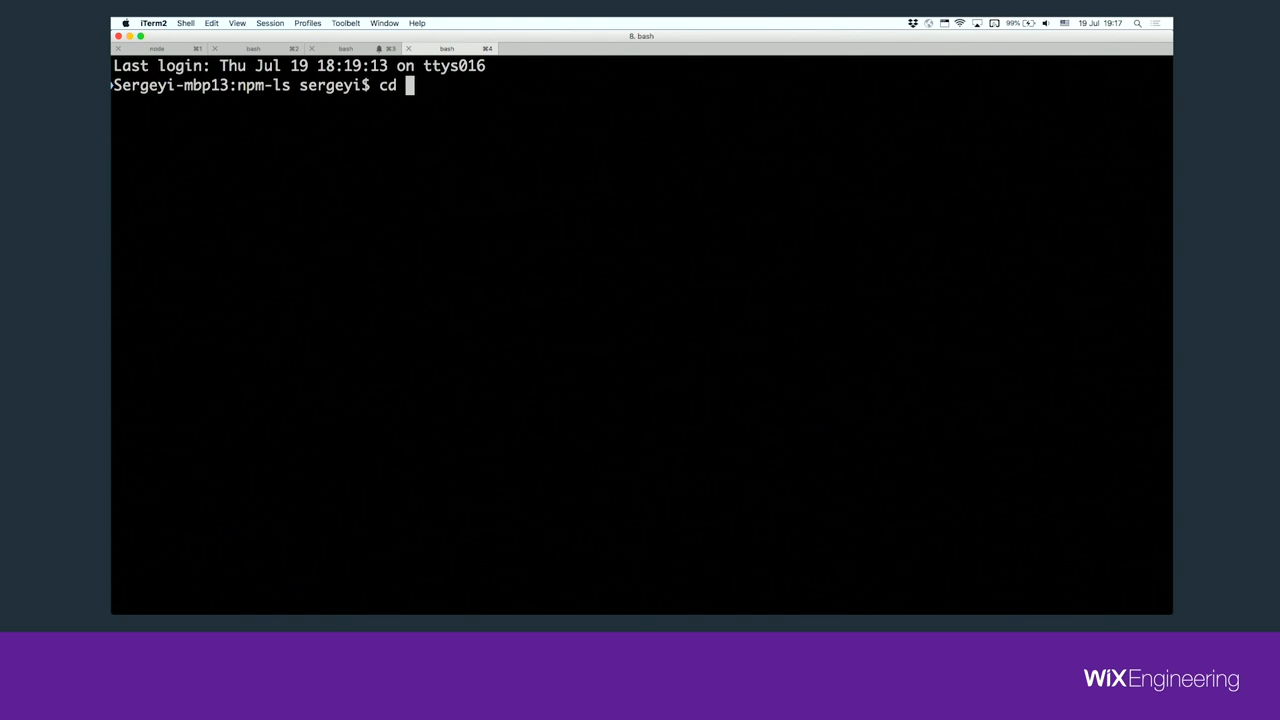 iTerm2 Shell Edit View Session Profiles Toolbelt Window Help 99% 19 Jul 19:17
8. bash
node ⌘1 bash ⌘2 bash ⌘3 bash ⌘4
Last login: Thu Jul 19 18:19:13 on ttys016
Sergeyi-mbp13:npm-ls sergeyi$ cd
WiXEngineering